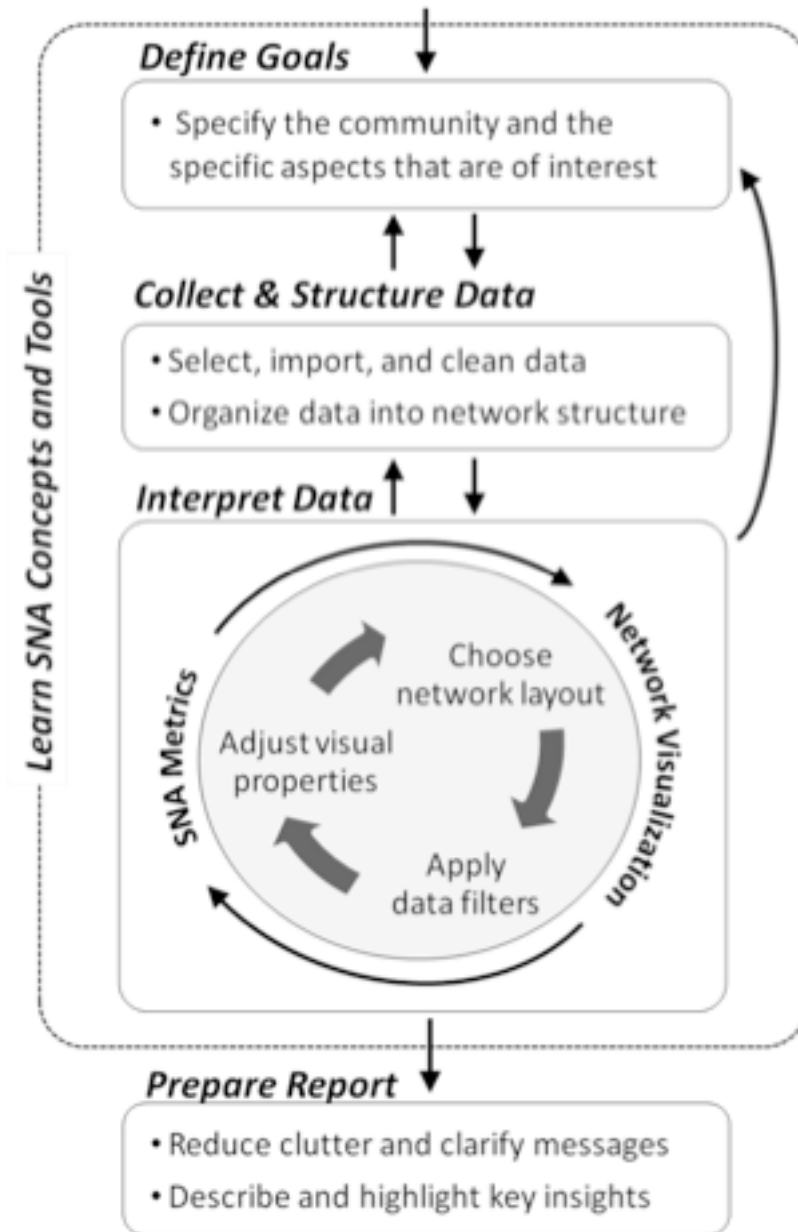 Define Goals
• Specify the community and the
specific aspects that are of interest
Learn SNA Concepts and Tools
Collect & Structure Data
• Select, import, and clean data
• Organize data into network structure
Interpret Data
SNA Metrics
Network Visualization
Choose
network layout
Adjust visual
properties
Apply
data filters
Prepare Report
• Reduce clutter and clarify messages
• Describe and highlight key insights